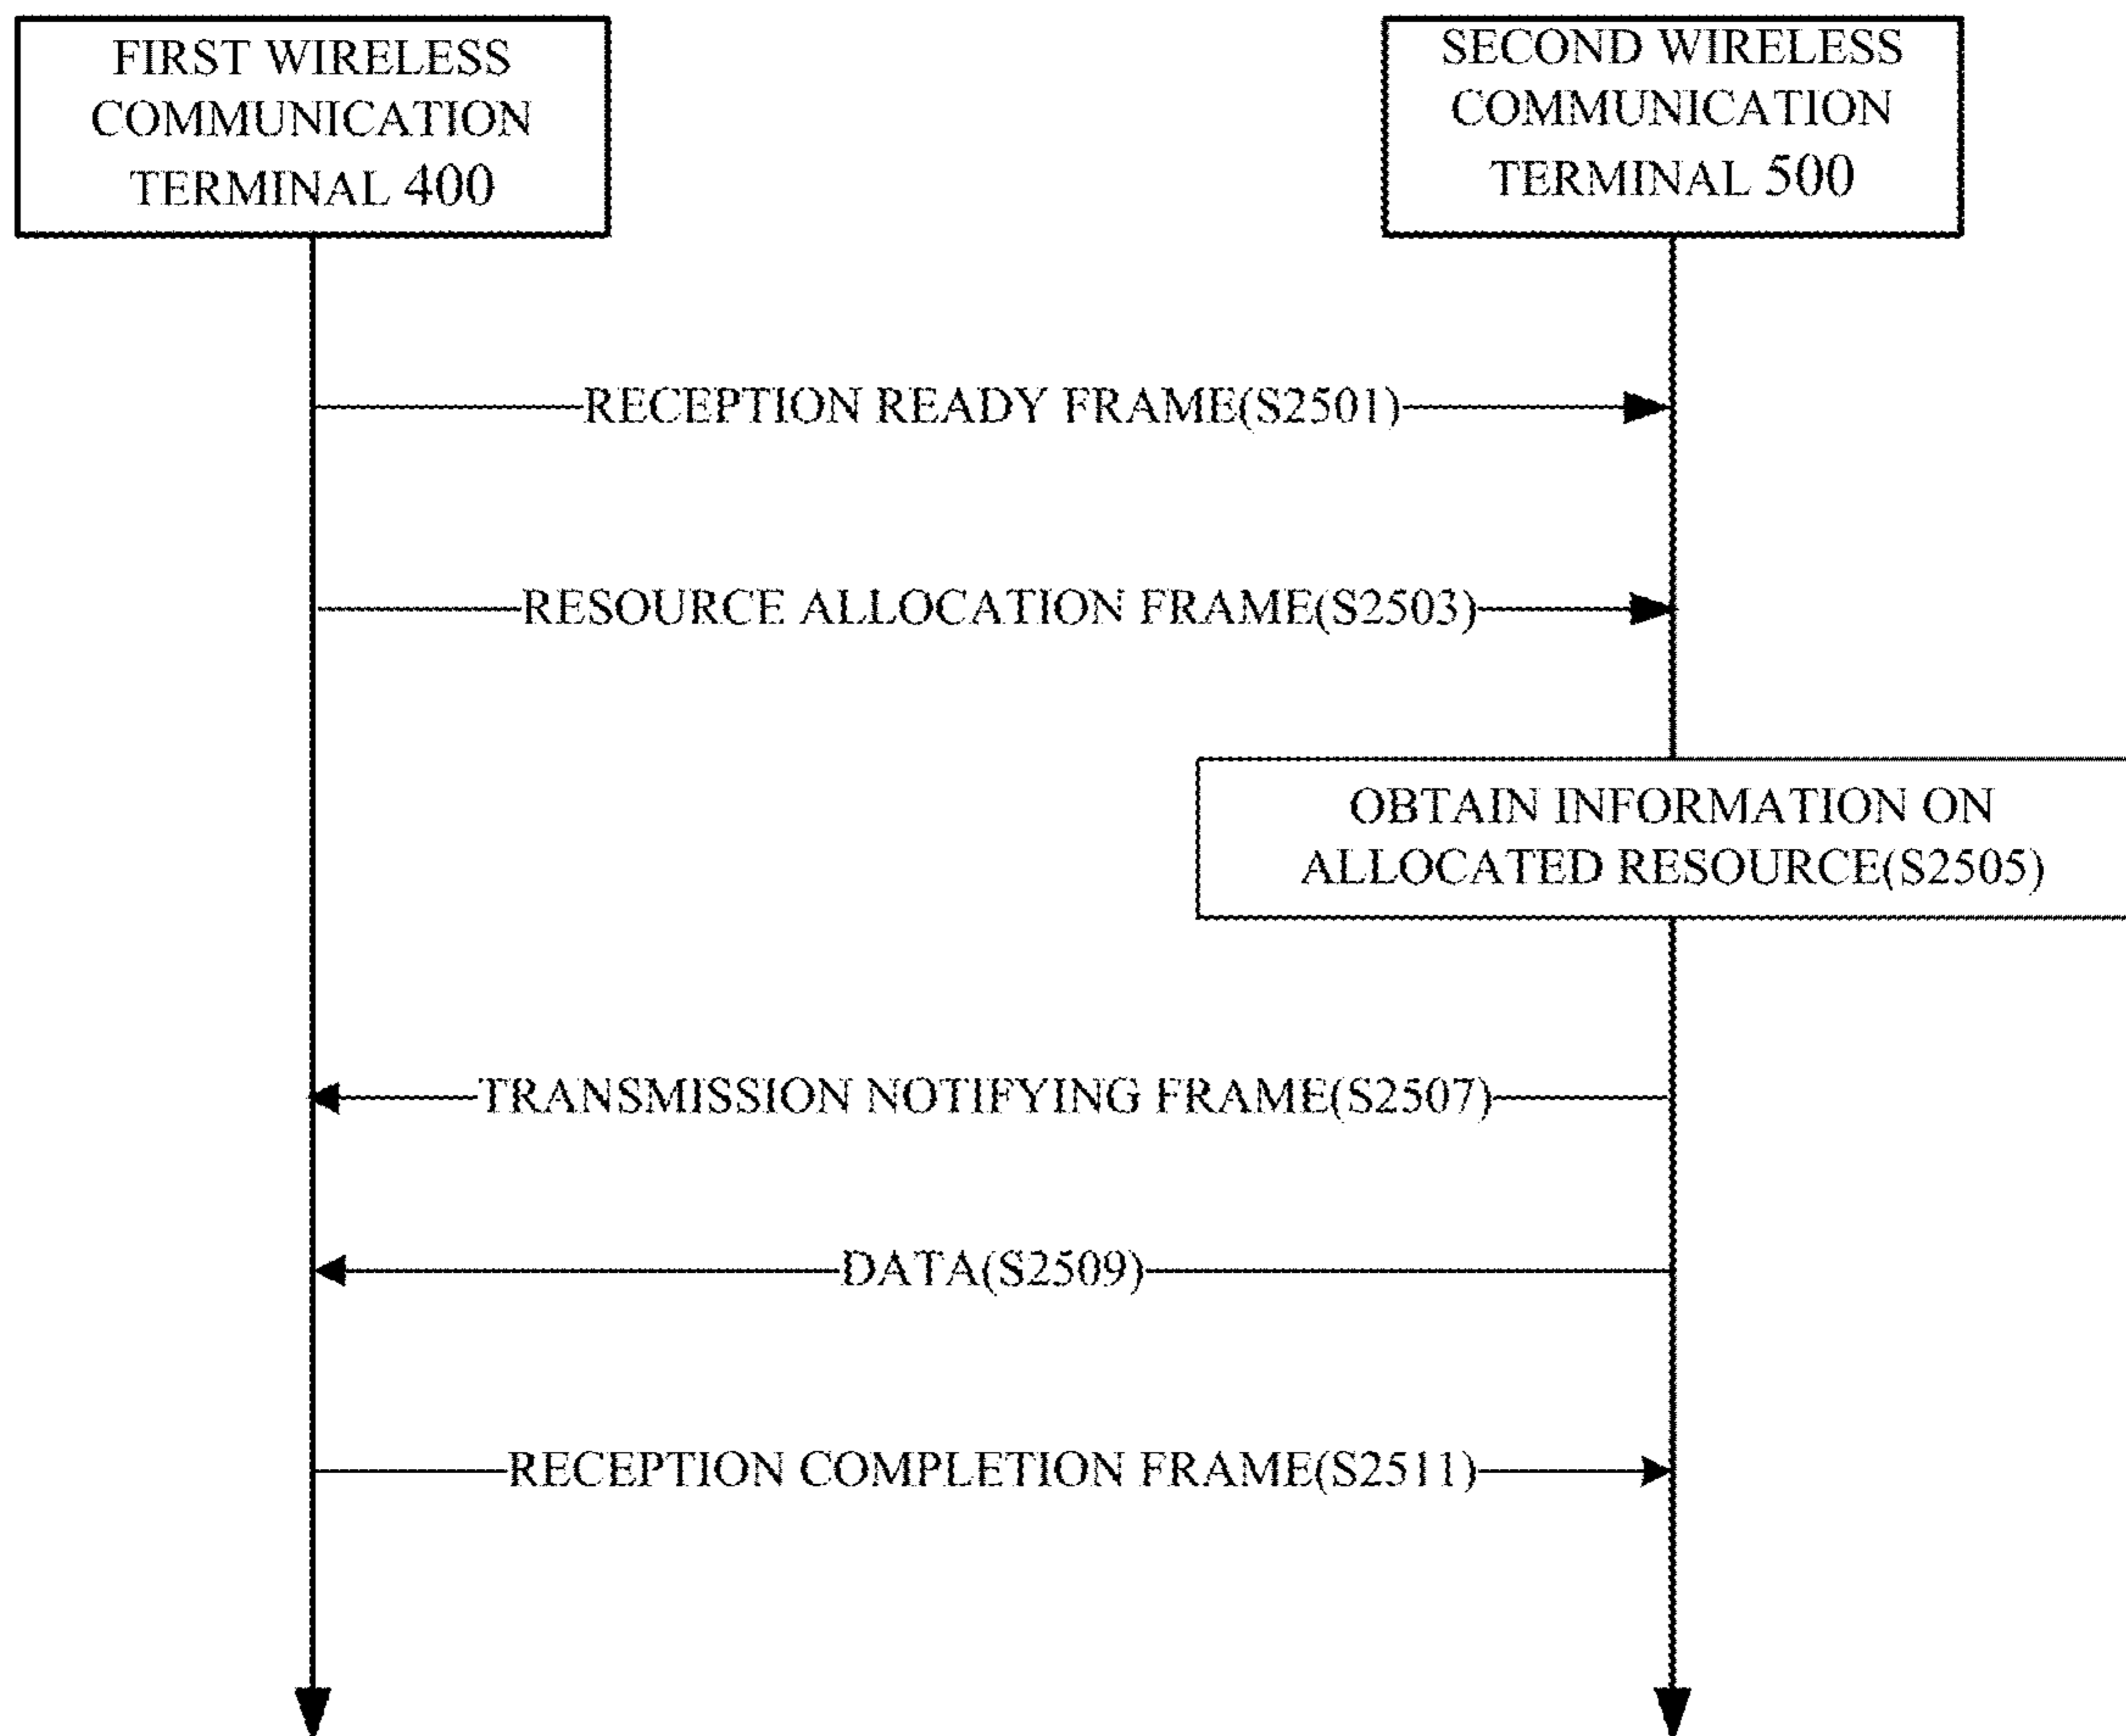 FIRST WIRELESS
COMMUNICATION
TERMINAL 400
SECOND WIRELESS
COMMUNICATION
TERMINAL 500
RECEPTION READY FRAME(S2501)
RESOURCE ALLOCATION FRAME(S2503)
OBTAIN INFORMATION ON
ALLOCATED RESOURCE(S2505)
TRANSMISSION NOTIFYING FRAME(S2507)
DATA(S2509)
RECEPTION COMPLETION FRAME(S2511)